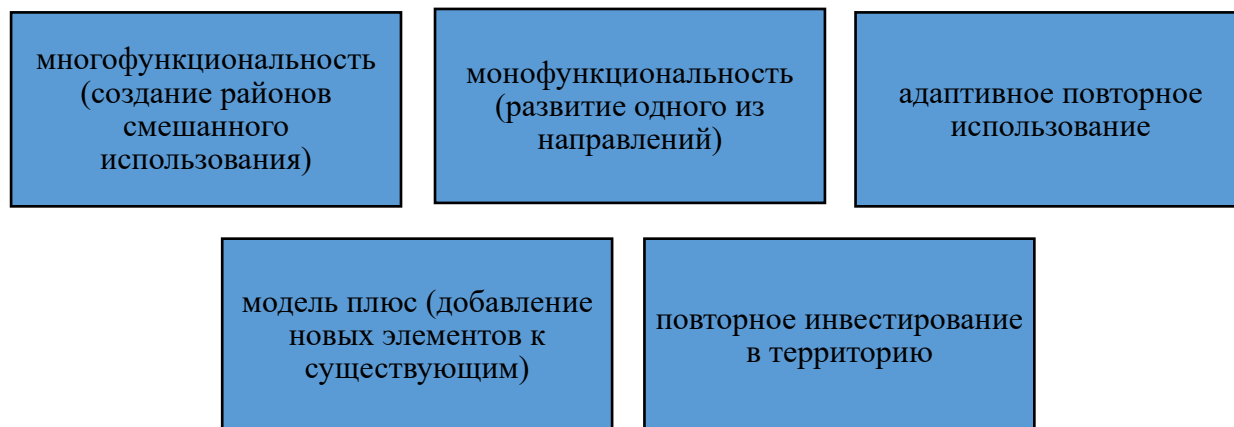 многофункциональность
(создание районов
смешанного
использования)
монофункциональность
(развитие одного из
направлений)
адаптивное повторное
использование
модель плюс (добавление
новых элементов к
существующим)
повторное инвестирование
в территорию